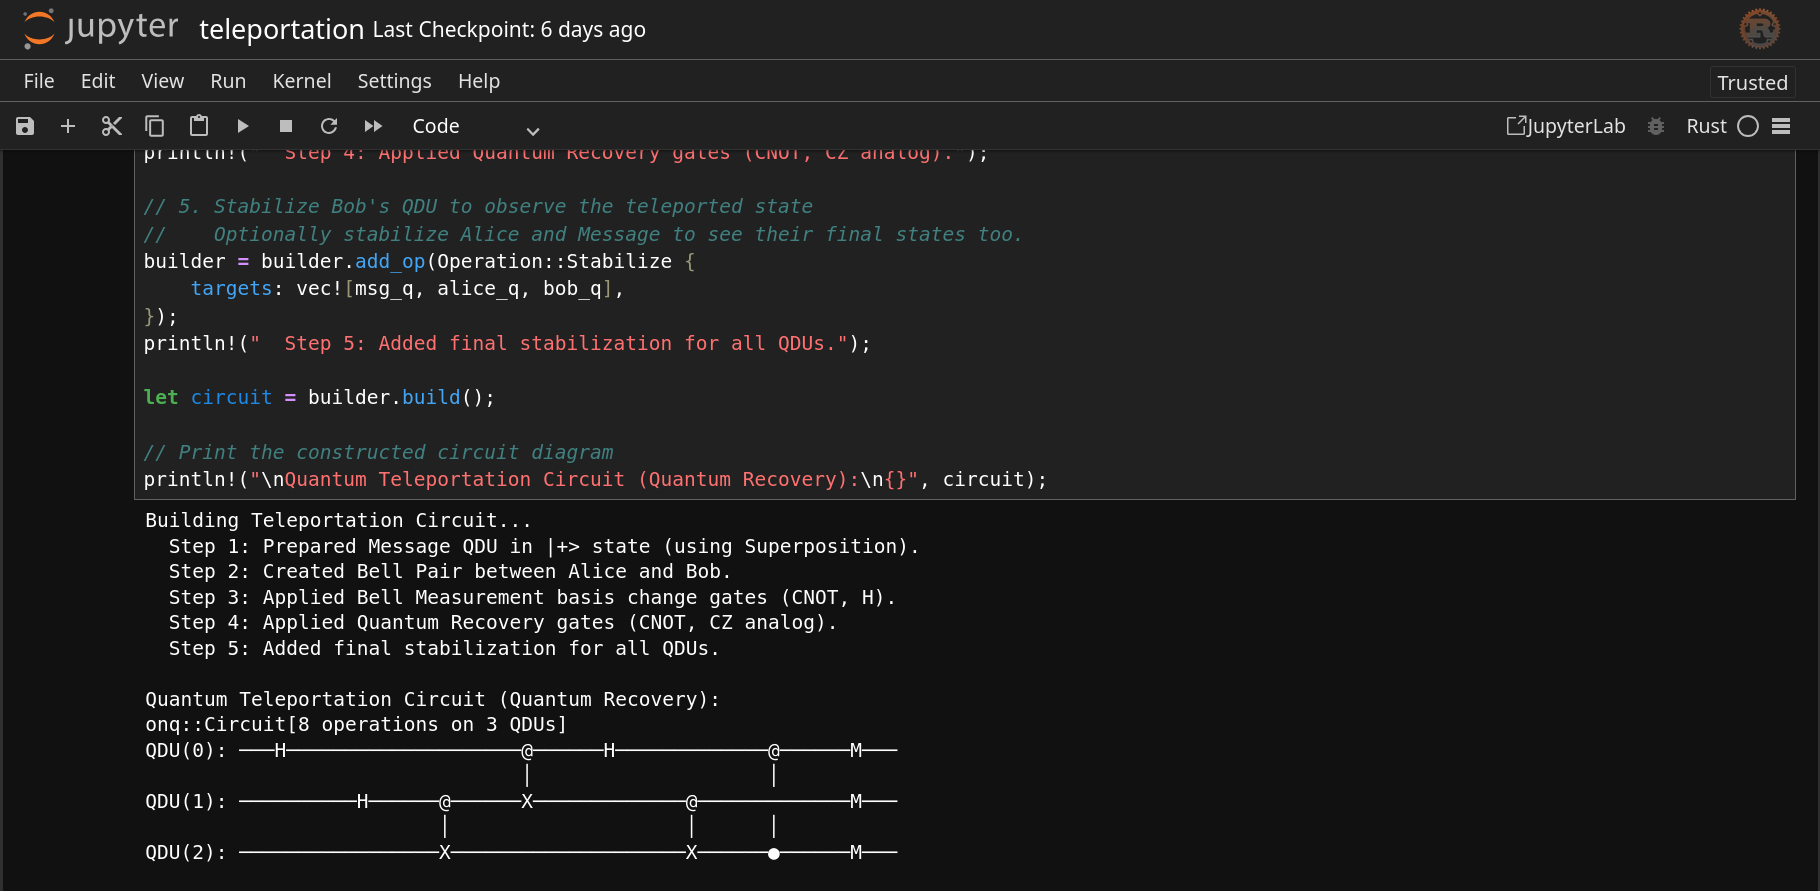 jupyter teleportation Last Checkpoint: 6 days ago
File Edit View Run Kernel Settings Help Trusted
Code JupyterLab Rust
println!("  Step 4: Applied Quantum Recovery gates (CNOT, CZ analog).");
// 5. Stabilize Bob's QDU to observe the teleported state
//    Optionally stabilize Alice and Message to see their final states too.
builder = builder.add_op(Operation::Stabilize {
    targets: vec![msg_q, alice_q, bob_q],
});
println!("  Step 5: Added final stabilization for all QDUs.");
let circuit = builder.build();
// Print the constructed circuit diagram
println!("\nQuantum Teleportation Circuit (Quantum Recovery):\n{}", circuit);
Building Teleportation Circuit...
  Step 1: Prepared Message QDU in |+> state (using Superposition).
  Step 2: Created Bell Pair between Alice and Bob.
  Step 3: Applied Bell Measurement basis change gates (CNOT, H).
  Step 4: Applied Quantum Recovery gates (CNOT, CZ analog).
  Step 5: Added final stabilization for all QDUs.
Quantum Teleportation Circuit (Quantum Recovery):
onq::Circuit[8 operations on 3 QDUs]
QDU(0): ───H────────────────────@──────H─────────────@──────M───
                                │                    │
QDU(1): ──────────H──────@──────X─────────────@─────────────M───
                         │                    │      │
QDU(2): ─────────────────X────────────────────X──────●──────M───